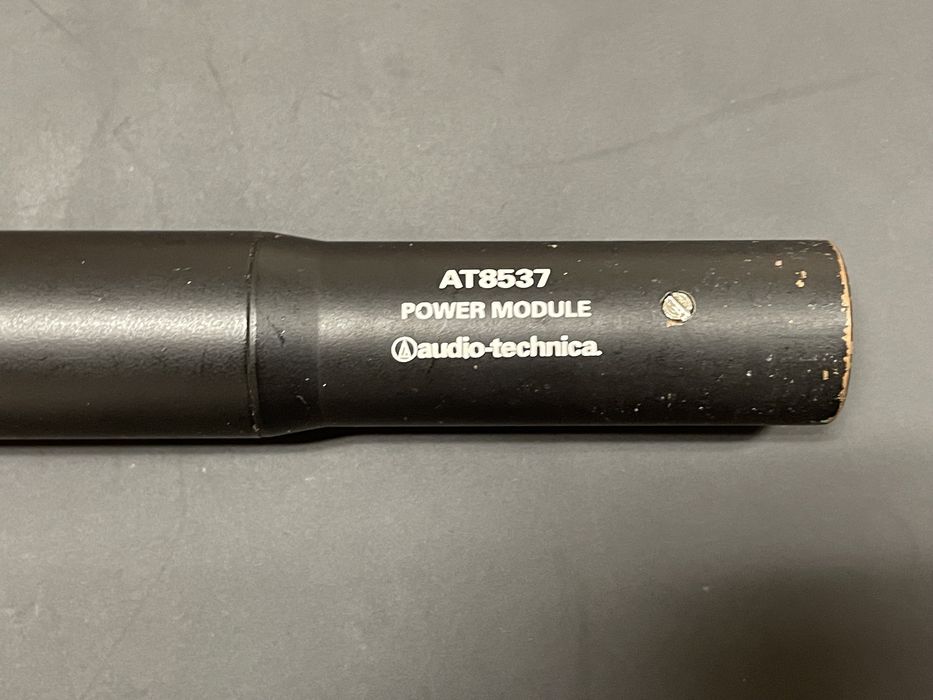 AT8537
POWER MODULE
audio-technica.